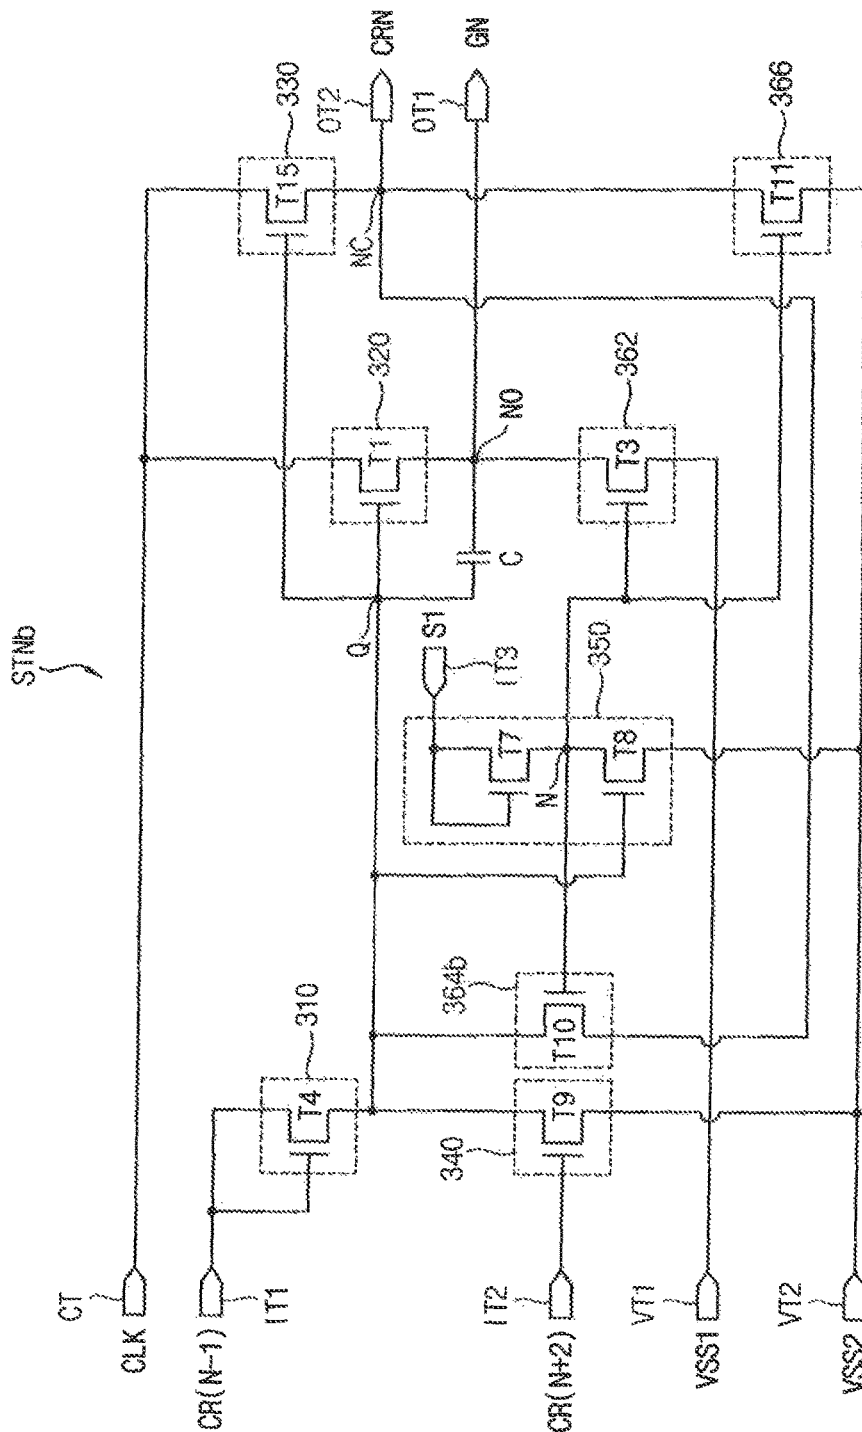 STNb
CT
CLK
CR(N-1)
IT1
310
T4
340
T9
IT2
CR(N+2)
VT1
VSS1
VT2
VSS2
364b
T10
350
T7
N
T8
S1
IT3
Q
C
320
T1
NO
362
T3
330
T15
NC
OT2
CRN
OT1
GN
366
T11